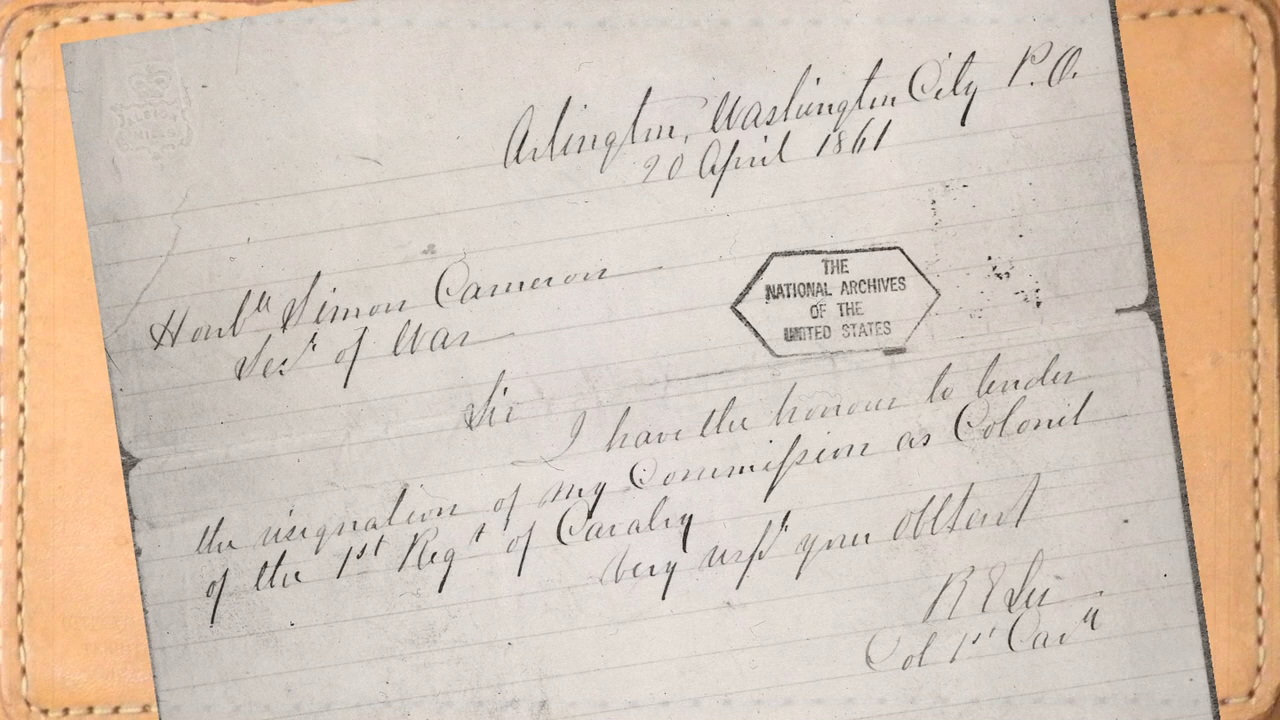 Arlington, Washington City P.O.
20 April 1861
Honble Simon Cameron
Secy of War
THE
NATIONAL ARCHIVES
OF THE
UNITED STATES
Sir
I have the honour to tender
the resignation of my Commission as Colonel
of the 1st Regt of Cavalry
Very respy your Obt Servt
R E Lee
Col 1st Cavy